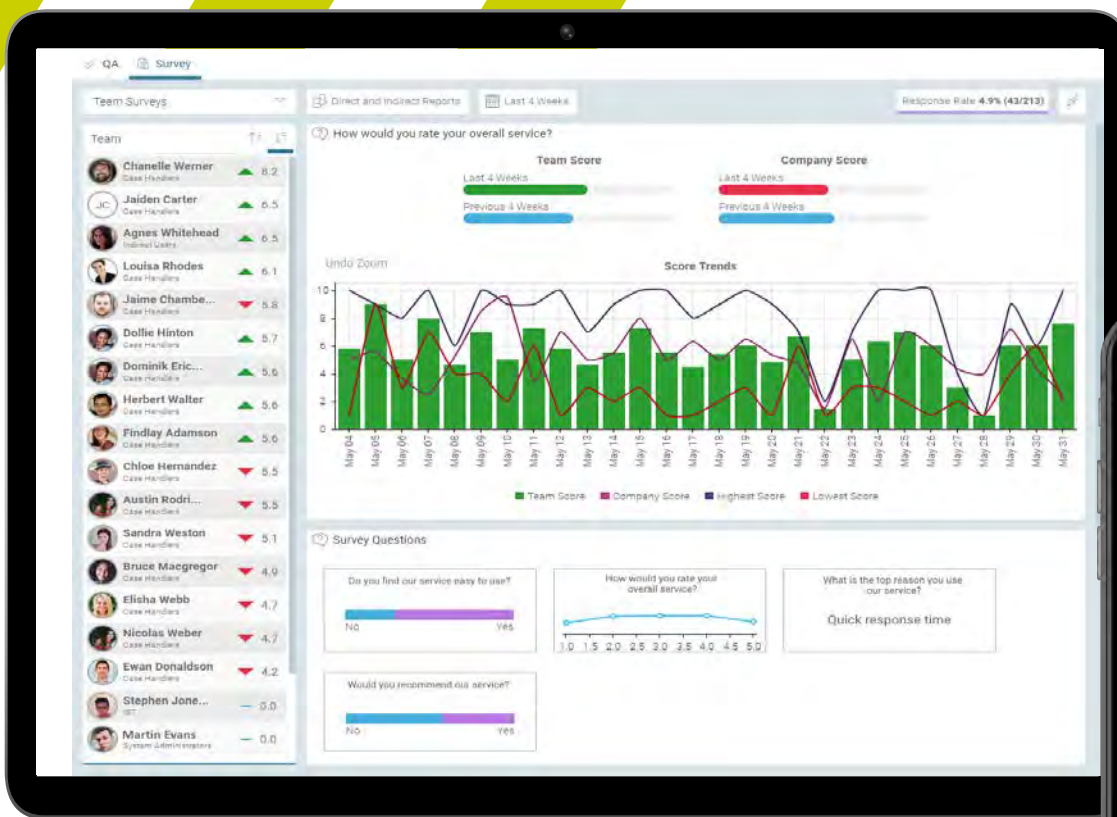 QA Survey
Team Surveys
Direct and Indirect Reports
Last 4 Weeks
Response Rate 4.9% (43/213)
Team
Chanelle Werner
Case Handlers
8.2
JC
Jaiden Carter
Case Handlers
6.5
Agnes Whitehead
Indirect Users
6.5
Louisa Rhodes
Case Handlers
6.1
Jaime Chambe...
Case Handlers
5.8
Dollie Hinton
Case Handlers
5.7
Dominik Eric...
Case Handlers
5.6
Herbert Walter
Case Handlers
5.6
Findlay Adamson
Case Handlers
5.6
Chloe Hernandez
Case Handlers
5.5
Austin Rodri...
Case Handlers
5.5
Sandra Weston
Case Handlers
5.1
Bruce Macgregor
Case Handlers
4.9
Elisha Webb
Case Handlers
4.7
Nicolas Weber
Case Handlers
4.7
Ewan Donaldson
Case Handlers
4.2
Stephen Jone...
0.0
Martin Evans
System Administrators
0.0
How would you rate your overall service?
Team Score
Last 4 Weeks
Previous 4 Weeks
Company Score
Last 4 Weeks
Previous 4 Weeks
Undo Zoom
Score Trends
10
8
6
4
2
0
May 04
May 05
May 06
May 07
May 08
May 09
May 10
May 11
May 12
May 13
May 14
May 15
May 16
May 17
May 18
May 19
May 20
May 21
May 22
May 23
May 24
May 25
May 26
May 27
May 28
May 29
May 30
May 31
Team Score Company Score Highest Score Lowest Score
Survey Questions
Do you find our service easy to use?
No Yes
How would you rate your
overall service?
1.0 1.5 2.0 2.5 3.0 3.5 4.0 4.5 5.0
What is the top reason you use
our service?
Quick response time
Would you recommend our service?
No Yes